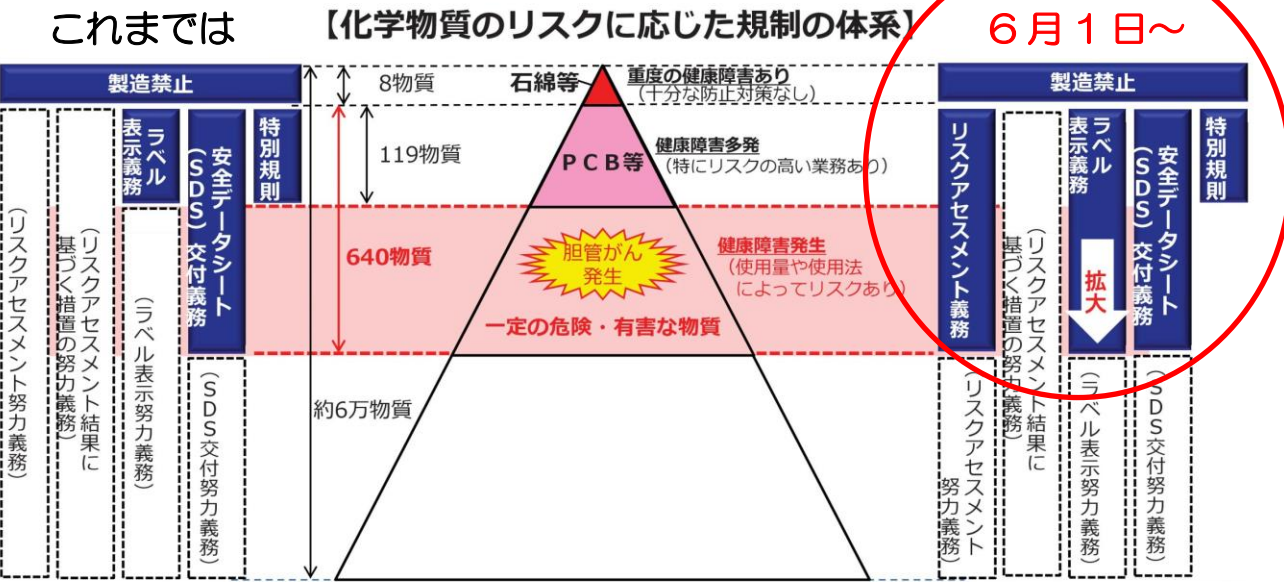 これまでは
【化学物質のリスクに応じた規制の体系】
6月1日～
製造禁止
ラベル
表示義務
安全データシート
（SDS）交付義務
特別規則
（リスクアセスメント努力義務）
（リスクアセスメント結果に
基づく措置の努力義務）
（ラベル表示努力義務）
（SDS交付努力義務）
8物質
119物質
640物質
約6万物質
石綿等
重度の健康障害あり
（十分な防止対策なし）
PCB等
健康障害多発
（特にリスクの高い業務あり）
胆管がん
発生
健康障害発生
（使用量や使用法
によってリスクあり）
一定の危険・有害な物質
製造禁止
リスクアセスメント義務
（リスクアセスメント結果に
基づく措置の努力義務）
ラベル
表示義務
拡大
安全データシート
（SDS）交付義務
特別規則
（リスクアセスメント
努力義務）
（ラベル表示努力義務）
（SDS交付努力義務）